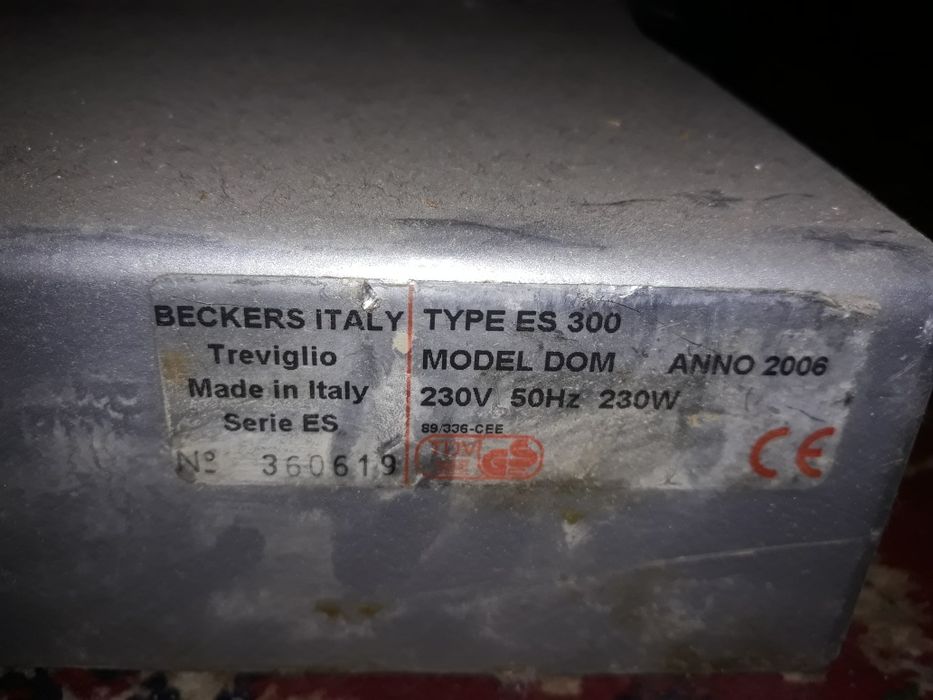 BECKERS ITALY
Treviglio
Made in Italy
Serie ES
Nº 360619
TYPE ES 300
MODEL DOM ANNO 2006
230V 50Hz 230W
89/336-CEE
TÜV
GS
CE